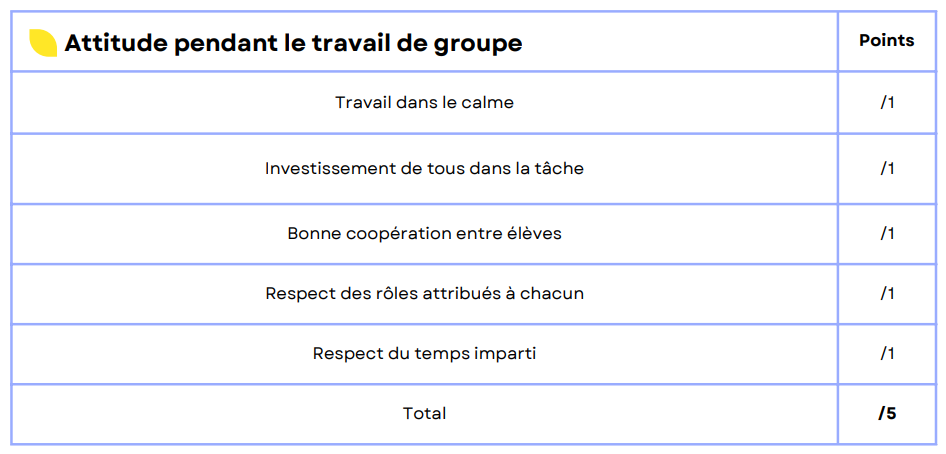 Attitude pendant le travail de groupe Points
Travail dans le calme /1
Investissement de tous dans la tâche /1
Bonne coopération entre élèves /1
Respect des rôles attribués à chacun /1
Respect du temps imparti /1
Total /5